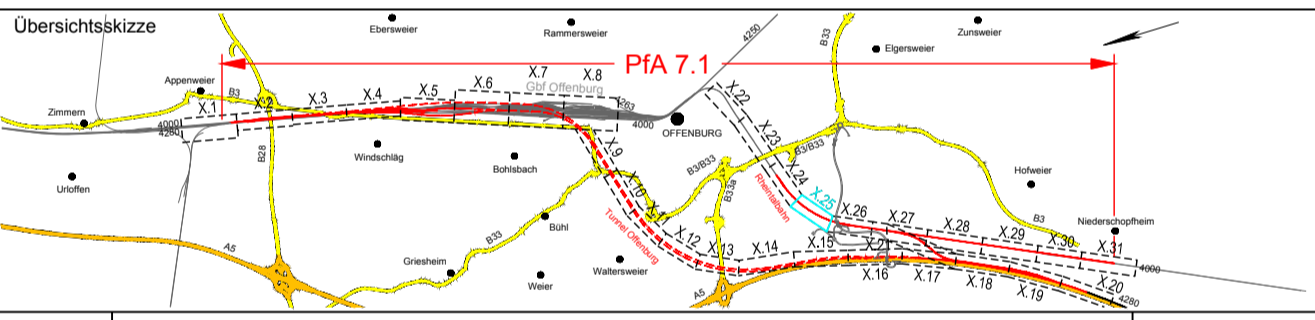 Übersichtsskizze
Ebersweier
Rammersweier
4250
B33
Elgersweier
Zunsweier
PfA 7.1
Appenweier
B3
X.1
X.2
X.3
X.4
X.5
X.6
X.7
X.8
Gbf Offenburg
4263
Zimmern
4000
4280
4000
OFFENBURG
X.22
X.23
X.24
X.25
B28
Windschläg
Bohlsbach
X.9
X.10
X.11
X.12
X.13
X.14
X.15
X.21
B3/B33
B3/B33
B33a
Rheintalbahn
Hofweier
B3
Niederschopfheim
Urloffen
A5
Griesheim
B33
Bühl
Weier
Tunnel Offenburg
Waltersweier
A5
X.26
X.27
X.28
X.29
X.30
X.31
4000
X.16
X.17
X.18
X.19
X.20
4280